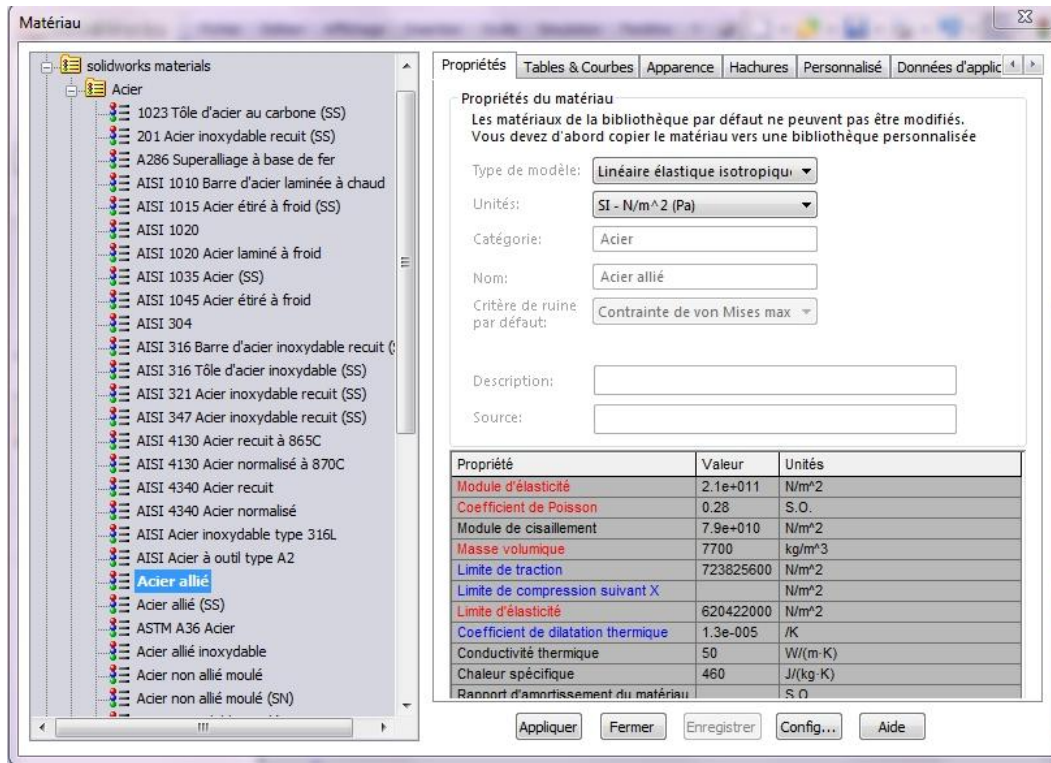 Matériau
solidworks materials
Acier
1023 Tôle d'acier au carbone (SS)
201 Acier inoxydable recuit (SS)
A286 Superalliage à base de fer
AISI 1010 Barre d'acier laminée à chaud
AISI 1015 Acier étiré à froid (SS)
AISI 1020
AISI 1020 Acier laminé à froid
AISI 1035 Acier (SS)
AISI 1045 Acier étiré à froid
AISI 304
AISI 316 Barre d'acier inoxydable recuit (
AISI 316 Tôle d'acier inoxydable (SS)
AISI 321 Acier inoxydable recuit (SS)
AISI 347 Acier inoxydable recuit (SS)
AISI 4130 Acier recuit à 865C
AISI 4130 Acier normalisé à 870C
AISI 4340 Acier recuit
AISI 4340 Acier normalisé
AISI Acier inoxydable type 316L
AISI Acier à outil type A2
Acier allié
Acier allié (SS)
ASTM A36 Acier
Acier allié inoxydable
Acier non allié moulé
Acier non allié moulé (SN)
Propriétés Tables & Courbes Apparence Hachures Personnalisé Données d'applic
Propriétés du matériau
Les matériaux de la bibliothèque par défaut ne peuvent pas être modifiés.
Vous devez d'abord copier le matériau vers une bibliothèque personnalisée
Type de modèle: Linéaire élastique isotropiqu
Unités: SI - N/m^2 (Pa)
Catégorie: Acier
Nom: Acier allié
Critère de ruine par défaut: Contrainte de von Mises max
Description:
Source:
Propriété Valeur Unités
Module d'élasticité 2.1e+011 N/m^2
Coefficient de Poisson 0.28 S.O.
Module de cisaillement 7.9e+010 N/m^2
Masse volumique 7700 kg/m^3
Limite de traction 723825600 N/m^2
Limite de compression suivant X N/m^2
Limite d'élasticité 620422000 N/m^2
Coefficient de dilatation thermique 1.3e-005 /K
Conductivité thermique 50 W/(m·K)
Chaleur spécifique 460 J/(kg·K)
Rapport d'amortissement du matériau S.O.
Appliquer Fermer Enregistrer Config... Aide